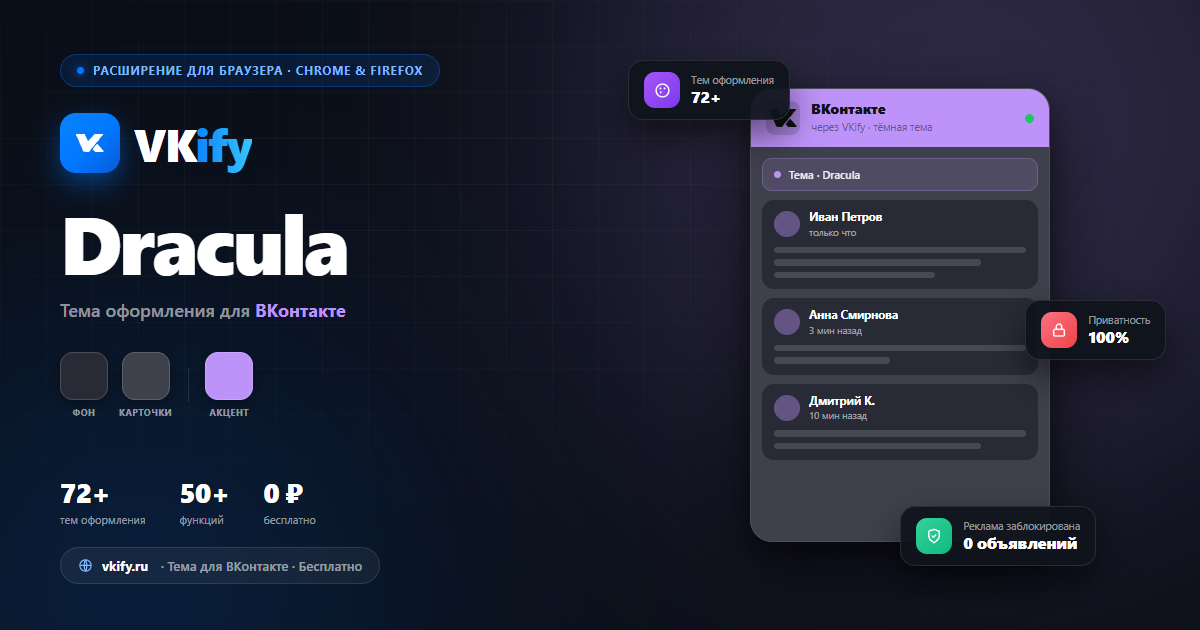 РАСШИРЕНИЕ ДЛЯ БРАУЗЕРА · CHROME & FIREFOX
VKify
Dracula
Тема оформления для ВКонтакте
ФОН
КАРТОЧКИ
АКЦЕНТ
72+
тем оформления
50+
функций
0 ₽
бесплатно
vkify.ru · Тема для ВКонтакте · Бесплатно
Тем оформления
72+
ВКонтакте
через VKify · тёмная тема
Тема · Dracula
Иван Петров
только что
Анна Смирнова
3 мин назад
Приватность
100%
Дмитрий К.
10 мин назад
Реклама заблокирована
0 объявлений